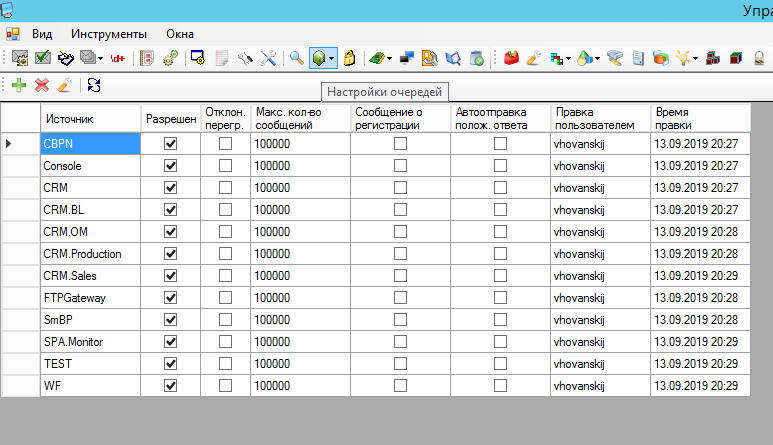 Упра
Вид Инструменты Окна
\d+
Настройки очередей
Источник Разрешен Отклон. перегр. Макс. кол-во сообщений Сообщение о регистрации Автоотправка полож. ответа Правка пользователем Время правки
CBPN 100000 vhovanskij 13.09.2019 20:27
Console 100000 vhovanskij 13.09.2019 20:27
CRM 100000 vhovanskij 13.09.2019 20:27
CRM.BL 100000 vhovanskij 13.09.2019 20:27
CRM.OM 100000 vhovanskij 13.09.2019 20:28
CRM.Production 100000 vhovanskij 13.09.2019 20:28
CRM.Sales 100000 vhovanskij 13.09.2019 20:29
FTPGateway 100000 vhovanskij 13.09.2019 20:28
SmBP 100000 vhovanskij 13.09.2019 20:28
SPA.Monitor 100000 vhovanskij 13.09.2019 20:29
TEST 100000 vhovanskij 13.09.2019 20:29
WF 100000 vhovanskij 13.09.2019 20:29